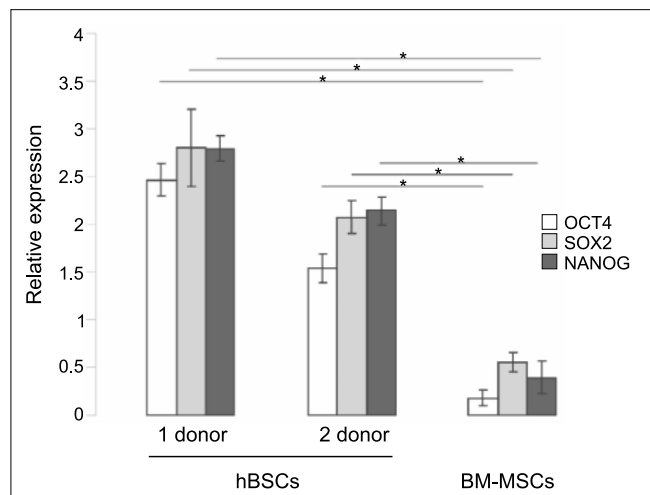 Relative expression
4
3.5
3
2.5
2
1.5
1
0.5
0
*
*
*
*
*
*
OCT4
SOX2
NANOG
1 donor 2 donor
hBSCs BM-MSCs